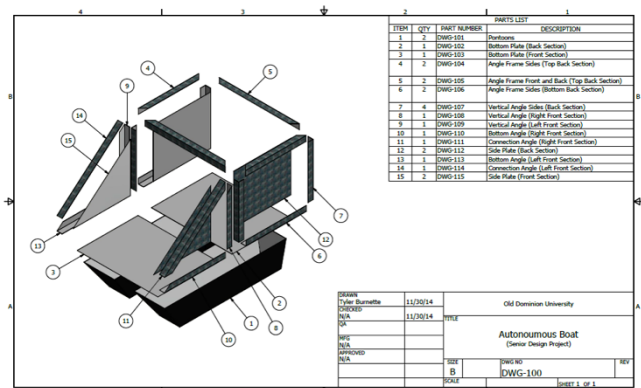 4 3 2 1
PARTS LIST
ITEM QTY PART NUMBER DESCRIPTION
1 2 DWG-101 Pontoons
2 1 DWG-102 Bottom Plate (Back Section)
3 1 DWG-103 Bottom Plate (Front Section)
4 2 DWG-104 Angle Frame Sides (Top Back Section)
5 2 DWG-105 Angle Frame Front and Back (Top Back Section)
6 2 DWG-106 Angle Frame Sides (Bottom Back Section)
7 4 DWG-107 Vertical Angle Sides (Back Section)
8 1 DWG-108 Vertical Angle (Right Front Section)
9 1 DWG-109 Vertical Angle (Left Front Section)
10 1 DWG-110 Bottom Angle (Right Front Section)
11 1 DWG-111 Connection Angle (Right Front Section)
12 2 DWG-112 Side Plate (Back Section)
13 1 DWG-113 Bottom Angle (Left Front Section)
14 1 DWG-114 Connection Angle (Left Front Section)
15 2 DWG-115 Side Plate (Front Section)
4
5
9
14
B B
15
7
12
13
6
3
2
A A
11
10
1
8
DRAWN
Tyler Burnette 11/30/14
CHECKED
N/A 11/30/14
QA
MFG
N/A
APPROVED
N/A
Old Dominion University
TITLE
Autonoumous Boat
(Senior Design Project)
SIZE
B
DWG NO
DWG-100
REV
SCALE
SHEET 1 OF 1